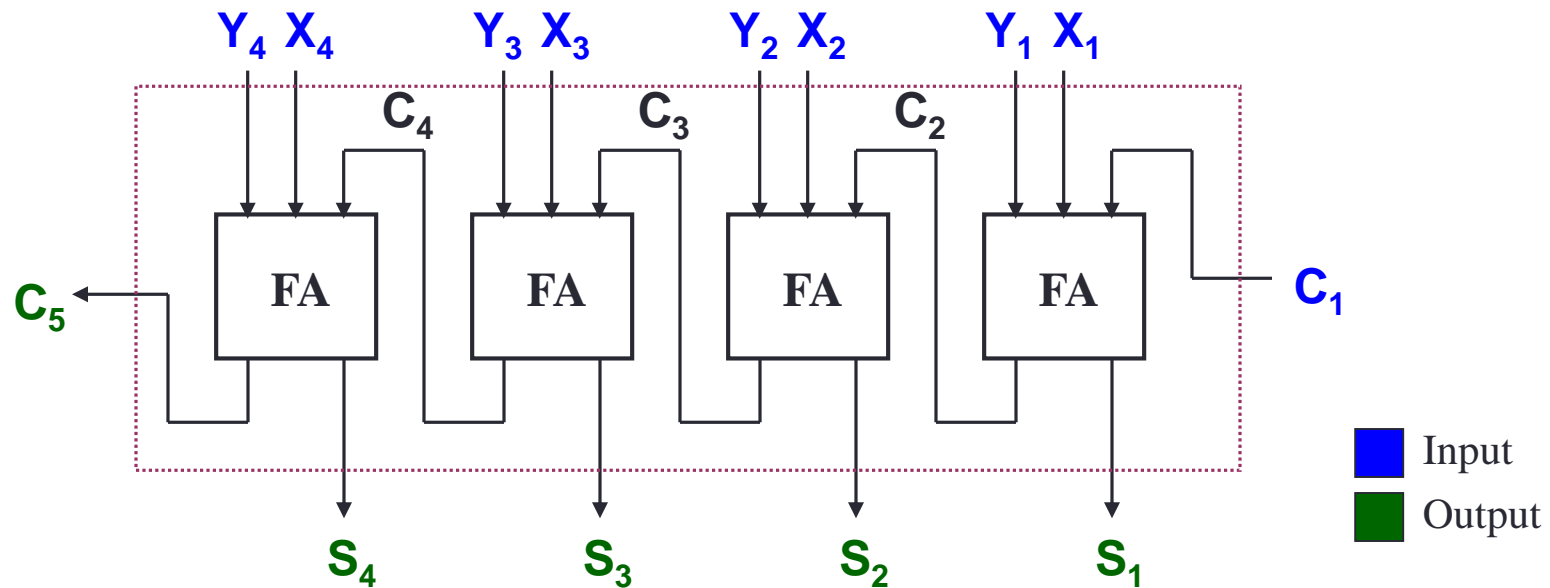 Y₄ X₄ Y₃ X₃ Y₂ X₂ Y₁ X₁
C₄ C₃ C₂
FA FA FA FA
C₅ C₁
Input
Output
S₄ S₃ S₂ S₁